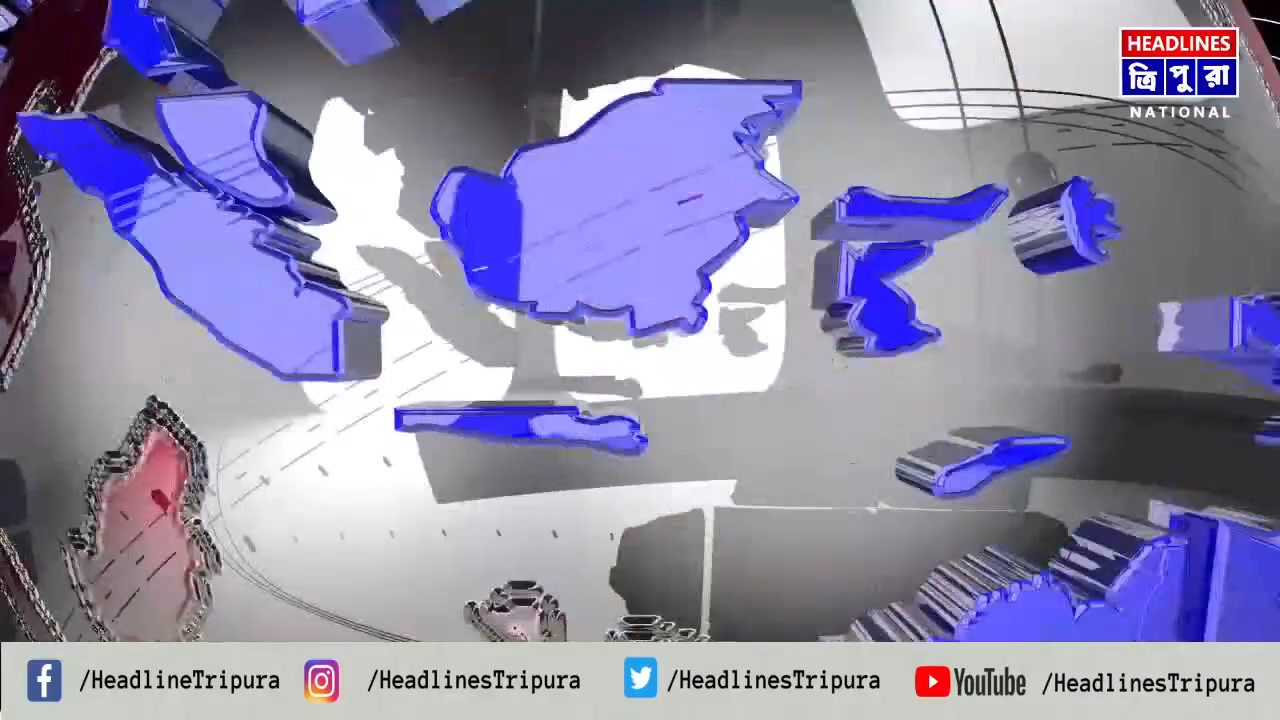 HEADLINES
ত্রিপুরা
NATIONAL
/HeadlineTripura /HeadlinesTripura /HeadlinesTripura YouTube /HeadlinesTripura